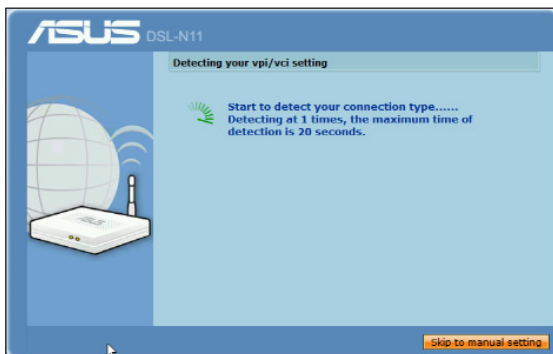 ASUS DSL-N11
Detecting your vpi/vci setting
Start to detect your connection type......
Detecting at 1 times, the maximum time of
detection is 20 seconds.
ASUS
Skip to manual setting